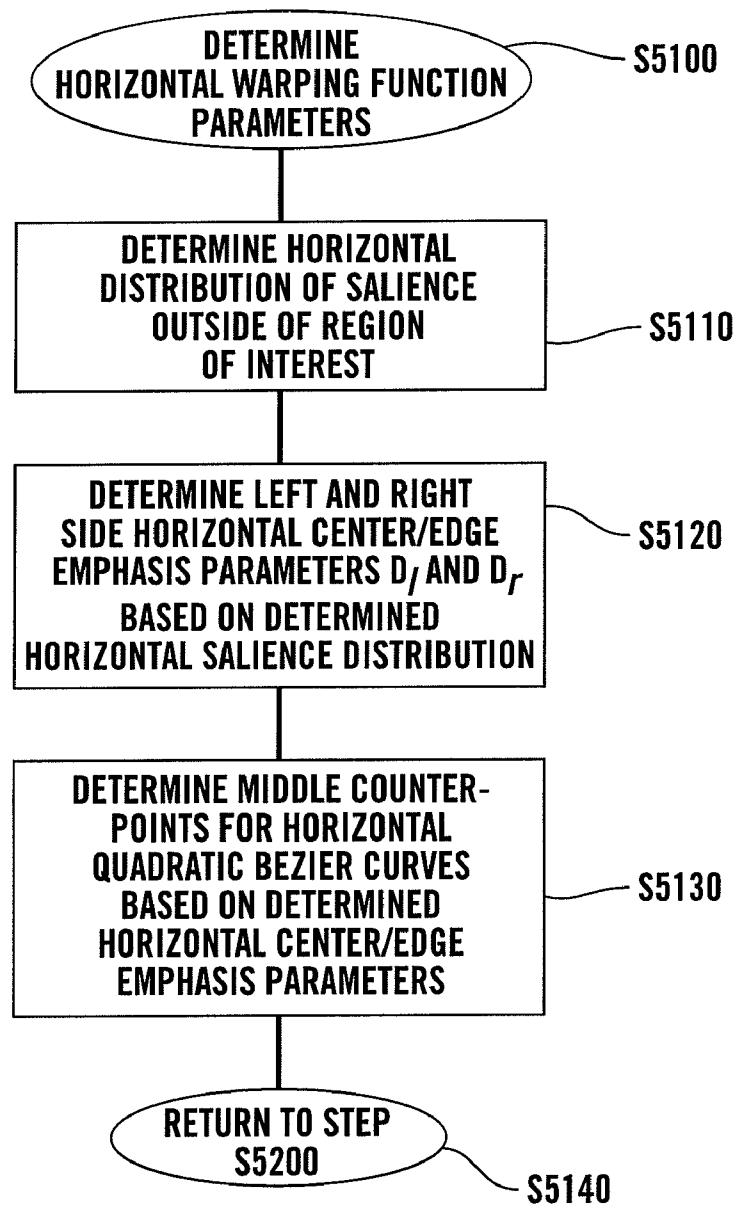 DETERMINE
HORIZONTAL WARPING FUNCTION
PARAMETERS
S5100
DETERMINE HORIZONTAL
DISTRIBUTION OF SALIENCE
OUTSIDE OF REGION
OF INTEREST
S5110
DETERMINE LEFT AND RIGHT
SIDE HORIZONTAL CENTER/EDGE
EMPHASIS PARAMETERS Dl AND Dr
BASED ON DETERMINED
HORIZONTAL SALIENCE DISTRIBUTION
S5120
DETERMINE MIDDLE COUNTER-
POINTS FOR HORIZONTAL
QUADRATIC BEZIER CURVES
BASED ON DETERMINED
HORIZONTAL CENTER/EDGE
EMPHASIS PARAMETERS
S5130
RETURN TO STEP
S5200
S5140